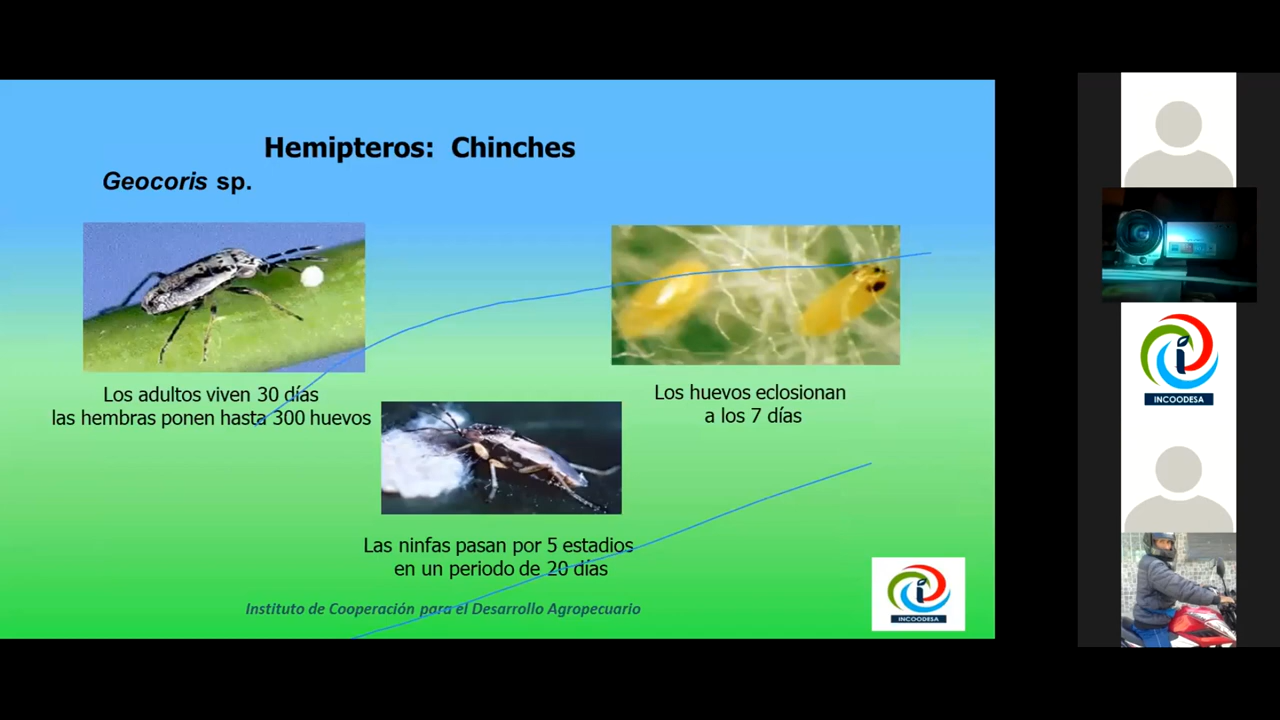 Hemipteros: Chinches
Geocoris sp.
Los adultos viven 30 días
las hembras ponen hasta 300 huevos
Los huevos eclosionan
a los 7 días
Las ninfas pasan por 5 estadios
en un periodo de 20 días
Instituto de Cooperación para el Desarrollo Agropecuario
INCOODESA
INCOODESA